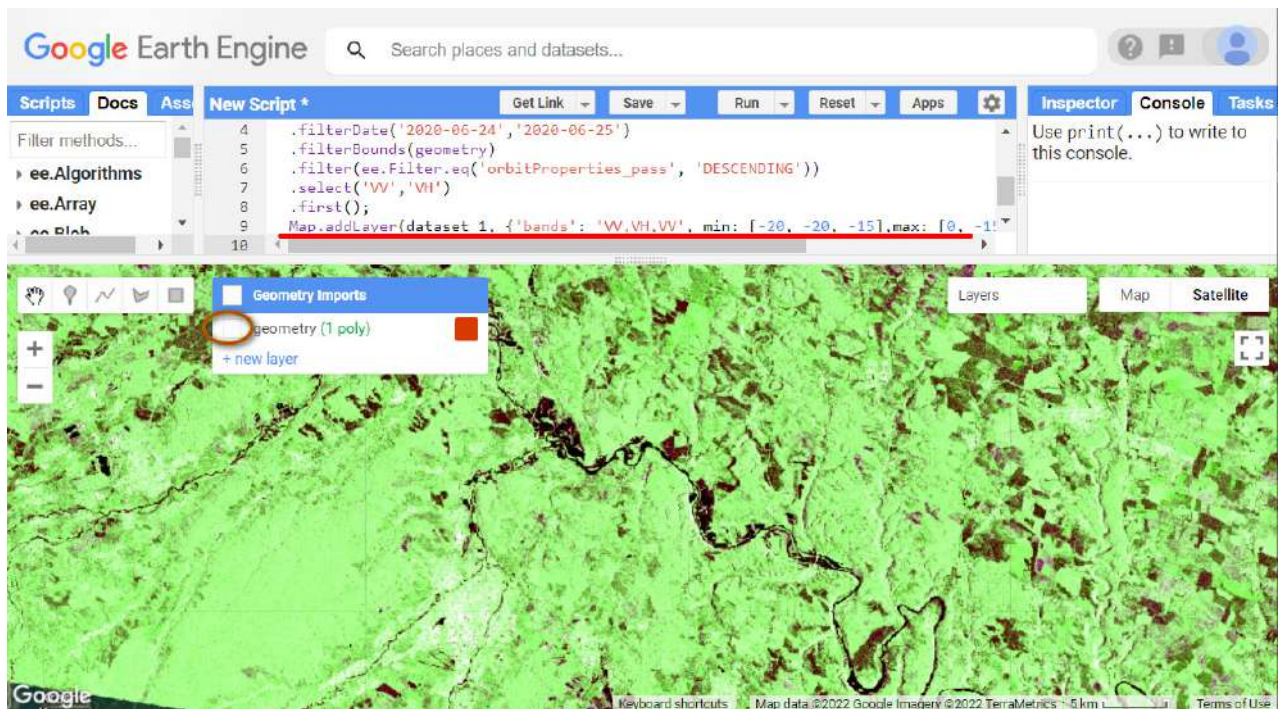 Google Earth Engine
Search places and datasets...
Scripts Docs Ass
New Script *
Get Link Save Run Reset Apps
Inspector Console Tasks
Filter methods...
ee.Algorithms
ee.Array
ee.Blob
4 .filterDate('2020-06-24','2020-06-25')
5 .filterBounds(geometry)
6 .filter(ee.Filter.eq('orbitProperties_pass', 'DESCENDING'))
7 .select('VV','VH')
8 .first();
9 Map.addLayer(dataset 1, {'bands': 'VV,VH,VV', min: [-20, -20, -15],max: [0, -1
10
Use print(...) to write to
this console.
Geometry Imports
geometry (1 poly)
+ new layer
Layers
Map Satellite
+
−
Google
Keyboard shortcuts Map data ©2022 Google Imagery ©2022 TerraMetrics 5 km Terms of Use